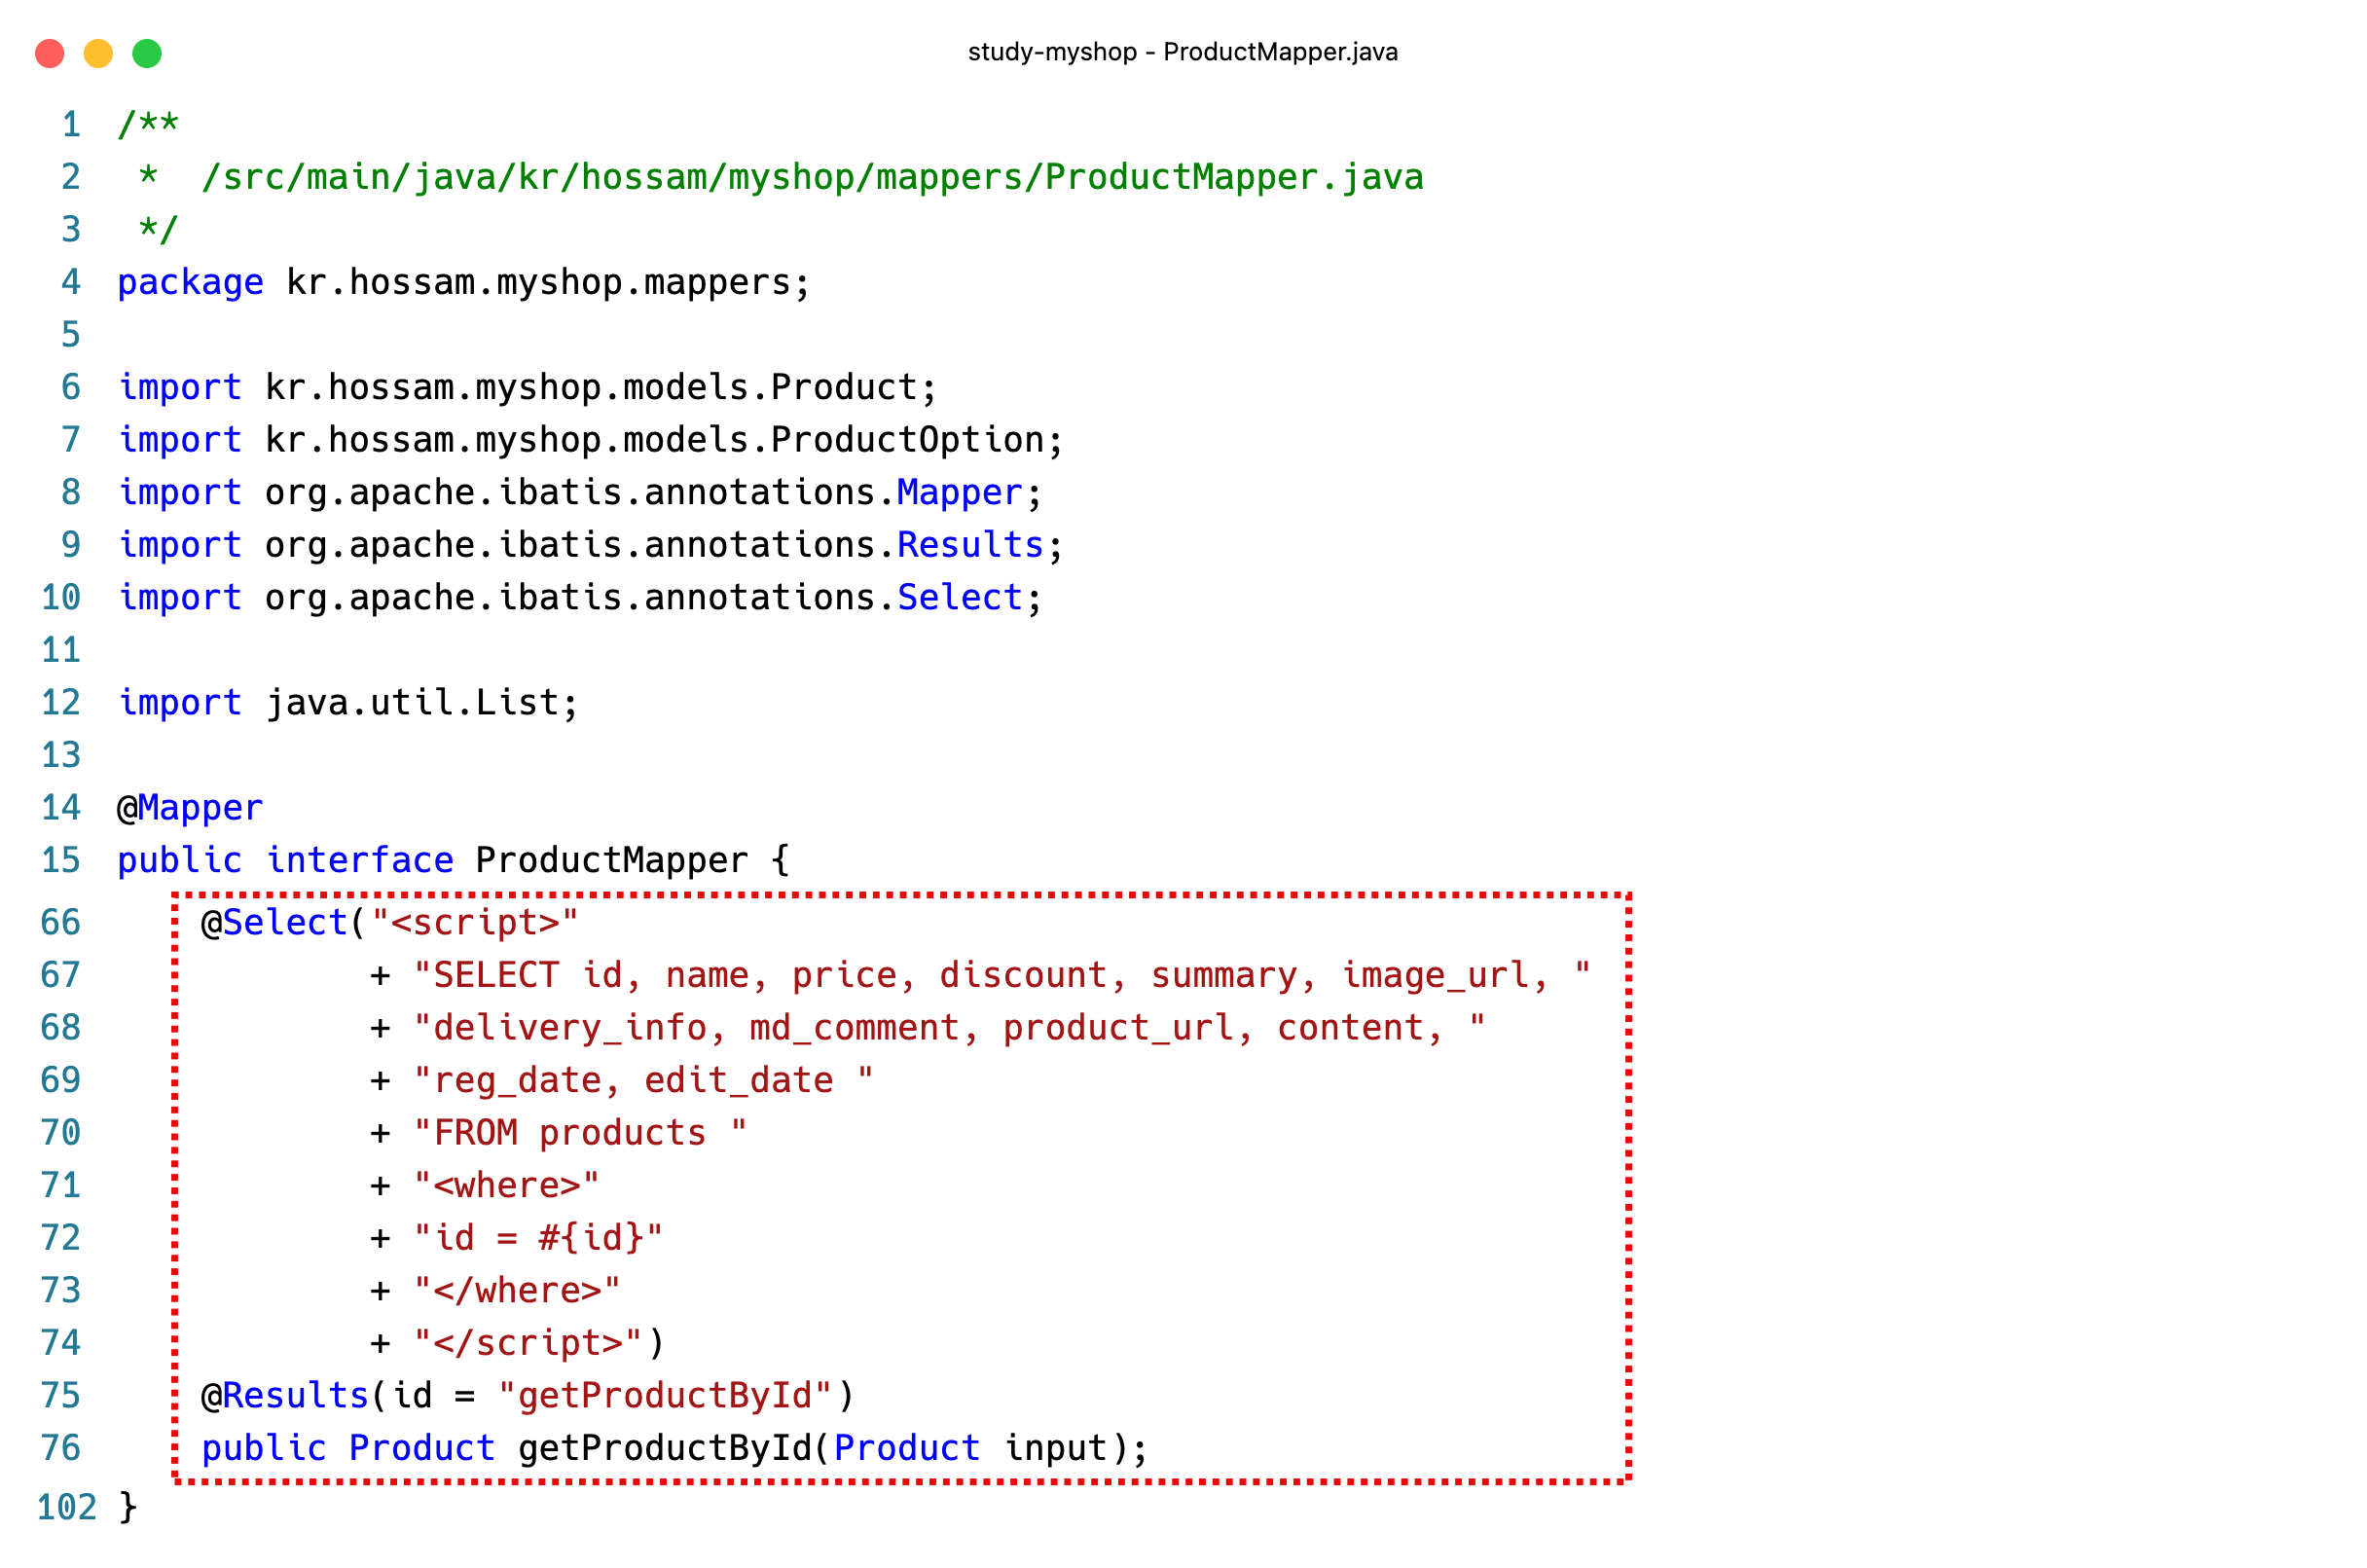 study-myshop - ProductMapper.java
1 /**
2  *  /src/main/java/kr/hossam/myshop/mappers/ProductMapper.java
3  */
4 package kr.hossam.myshop.mappers;
5
6 import kr.hossam.myshop.models.Product;
7 import kr.hossam.myshop.models.ProductOption;
8 import org.apache.ibatis.annotations.Mapper;
9 import org.apache.ibatis.annotations.Results;
10 import org.apache.ibatis.annotations.Select;
11
12 import java.util.List;
13
14 @Mapper
15 public interface ProductMapper {
66     @Select("<script>"
67             + "SELECT id, name, price, discount, summary, image_url, "
68             + "delivery_info, md_comment, product_url, content, "
69             + "reg_date, edit_date "
70             + "FROM products "
71             + "<where>"
72             + "id = #{id}"
73             + "</where>"
74             + "</script>")
75     @Results(id = "getProductById")
76     public Product getProductById(Product input);
102 }